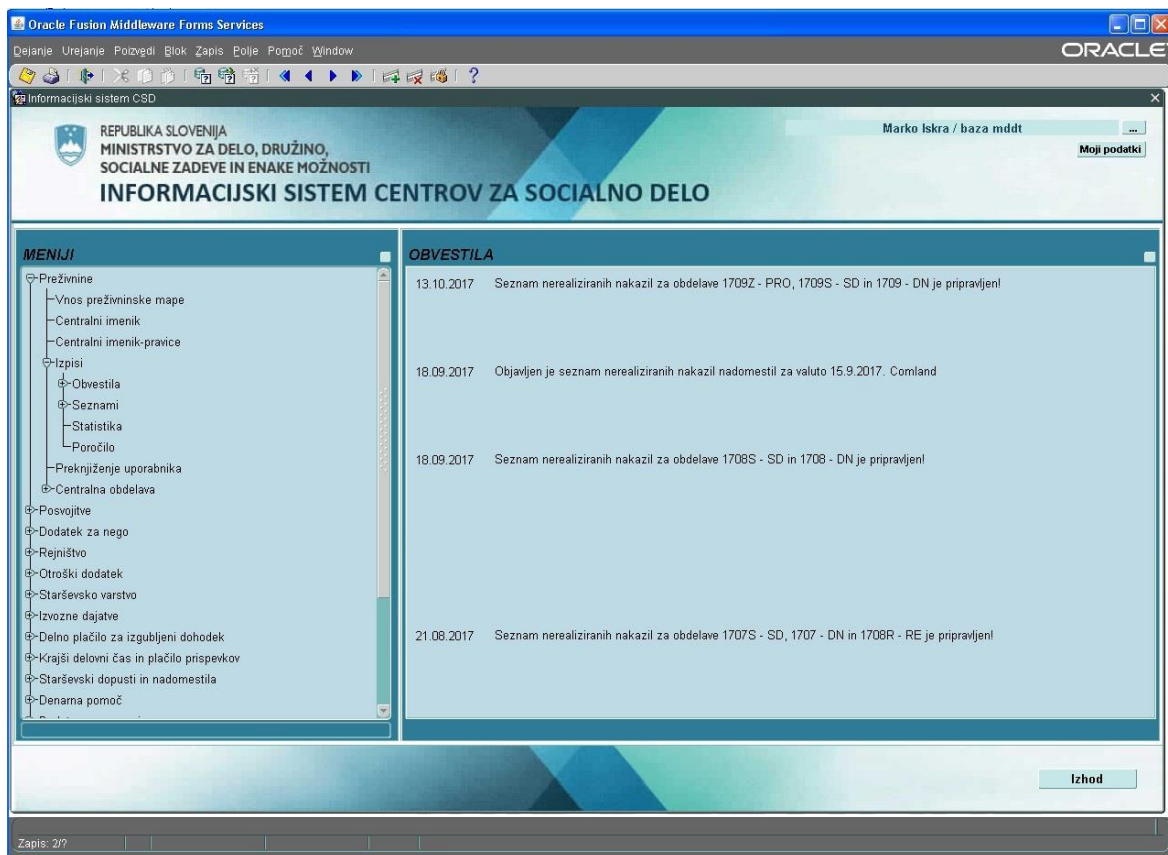 Oracle Fusion Middleware Forms Services
Dejanje Urejanje Poizvedi Blok Zapis Polje Pomoč Window
ORACLE
Informacijski sistem CSD
REPUBLIKA SLOVENIJA
MINISTRSTVO ZA DELO, DRUŽINO,
SOCIALNE ZADEVE IN ENAKE MOŽNOSTI
INFORMACIJSKI SISTEM CENTROV ZA SOCIALNO DELO
Marko Iskra / baza mddt
...
Moji podatki
MENIJI
Preživnine
Vnos preživninske mape
Centralni imenik
Centralni imenik-pravice
Izpisi
Obvestila
Seznami
Statistika
Poročilo
Preknjiženje uporabnika
Centralna obdelava
Posvojitve
Dodatek za nego
Rejništvo
Otroški dodatek
Starševsko varstvo
Izvozne dajatve
Delno plačilo za izgubljeni dohodek
Krajši delovni čas in plačilo prispevkov
Starševski dopusti in nadomestila
Denarna pomoč
OBVESTILA
13.10.2017 Seznam nerealiziranih nakazil za obdelave 1709Z - PRO, 1709S - SD in 1709 - DN je pripravljen!
18.09.2017 Objavljen je seznam nerealiziranih nakazil nadomestil za valuto 15.9.2017. Comland
18.09.2017 Seznam nerealiziranih nakazil za obdelave 1708S - SD in 1708 - DN je pripravljen!
21.08.2017 Seznam nerealiziranih nakazil za obdelave 1707S - SD, 1707 - DN in 1708R - RE je pripravljen!
Izhod
Zapis: 2/?